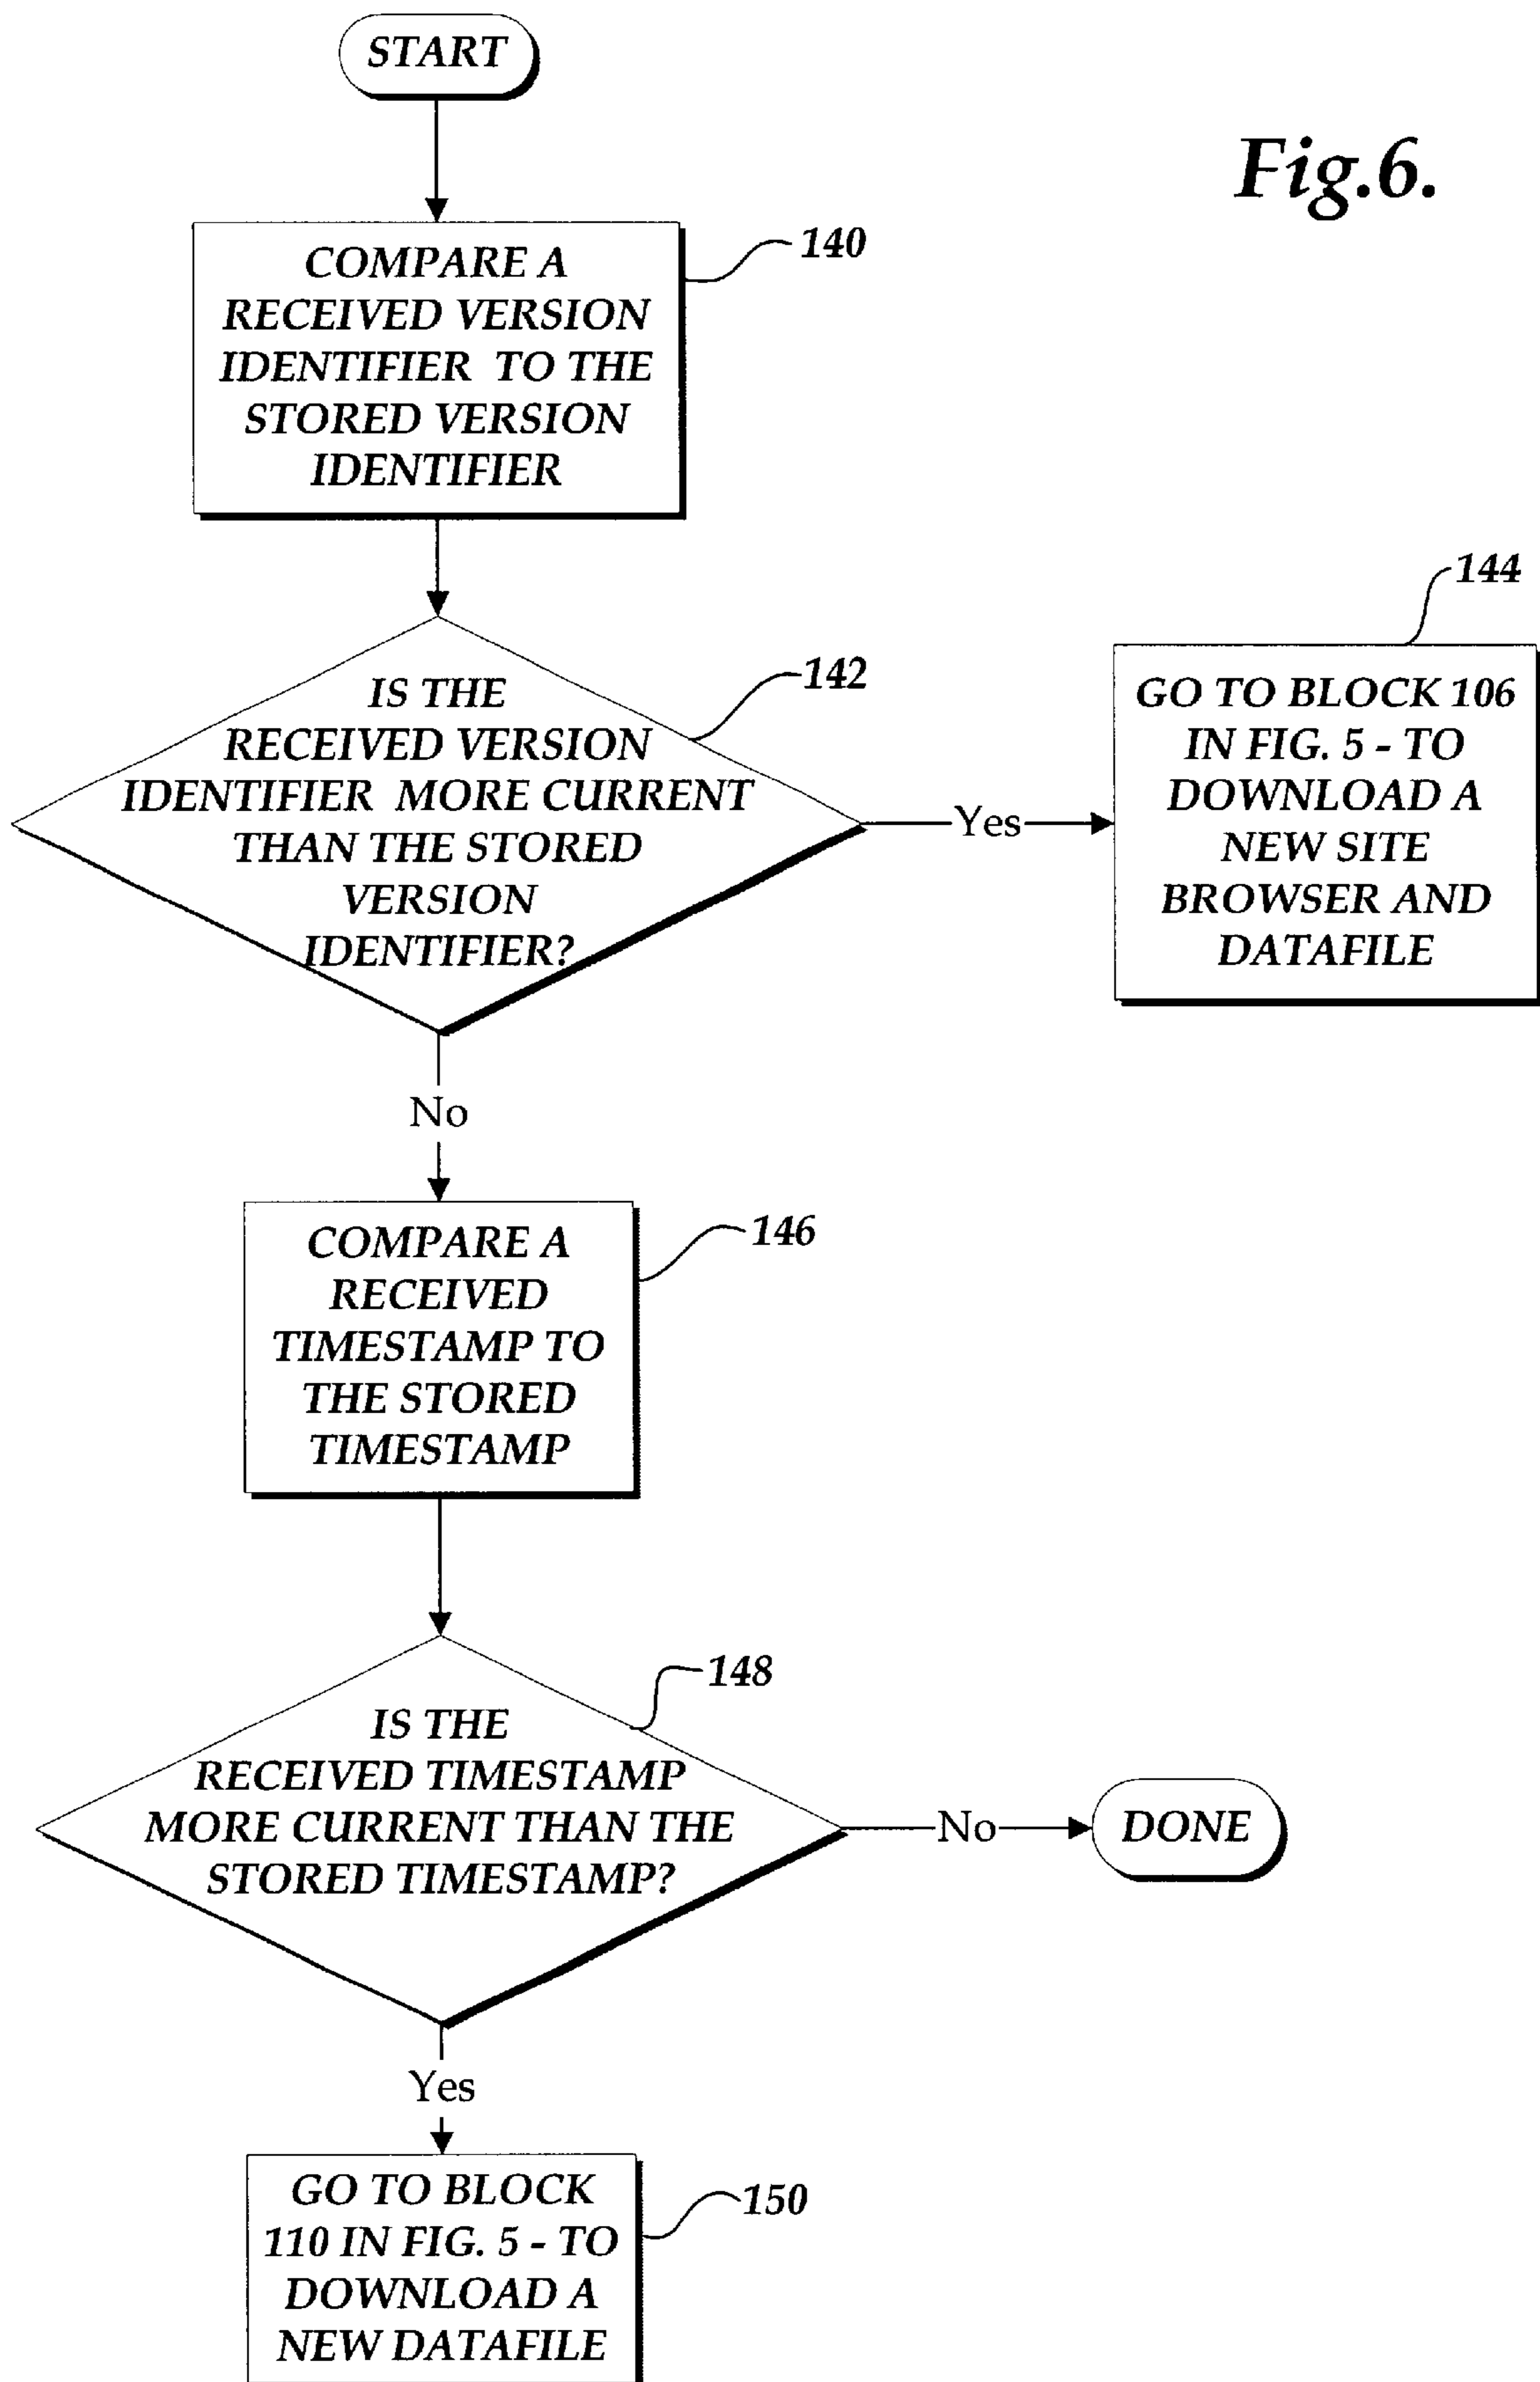 START
Fig.6.
COMPARE A
RECEIVED VERSION
IDENTIFIER TO THE
STORED VERSION
IDENTIFIER
140
IS THE
RECEIVED VERSION
IDENTIFIER MORE CURRENT
THAN THE STORED
VERSION
IDENTIFIER?
142
Yes
144
GO TO BLOCK 106
IN FIG. 5 - TO
DOWNLOAD A
NEW SITE
BROWSER AND
DATAFILE
No
COMPARE A
RECEIVED
TIMESTAMP TO
THE STORED
TIMESTAMP
146
IS THE
RECEIVED TIMESTAMP
MORE CURRENT THAN THE
STORED TIMESTAMP?
148
No
DONE
Yes
GO TO BLOCK
110 IN FIG. 5 - TO
DOWNLOAD A
NEW DATAFILE
150